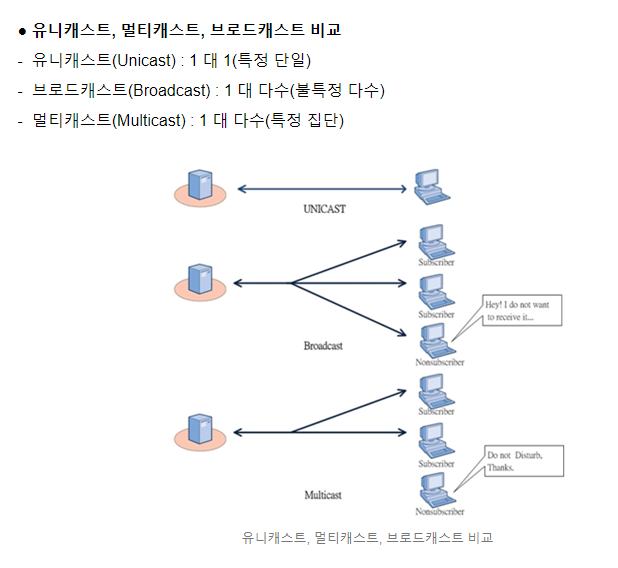 ● 유니캐스트, 멀티캐스트, 브로드캐스트 비교
- 유니캐스트(Unicast) : 1 대 1(특정 단일)
- 브로드캐스트(Broadcast) : 1 대 다수(불특정 다수)
- 멀티캐스트(Multicast) : 1 대 다수(특정 집단)
UNICAST
Subscriber
Subscriber
Hey! I do not want
to receive it...
Broadcast
Nonsubscriber
Subscriber
Subscriber
Do not Disturb,
Thanks.
Multicast
Nonsubscriber
유니캐스트, 멀티캐스트, 브로드캐스트 비교